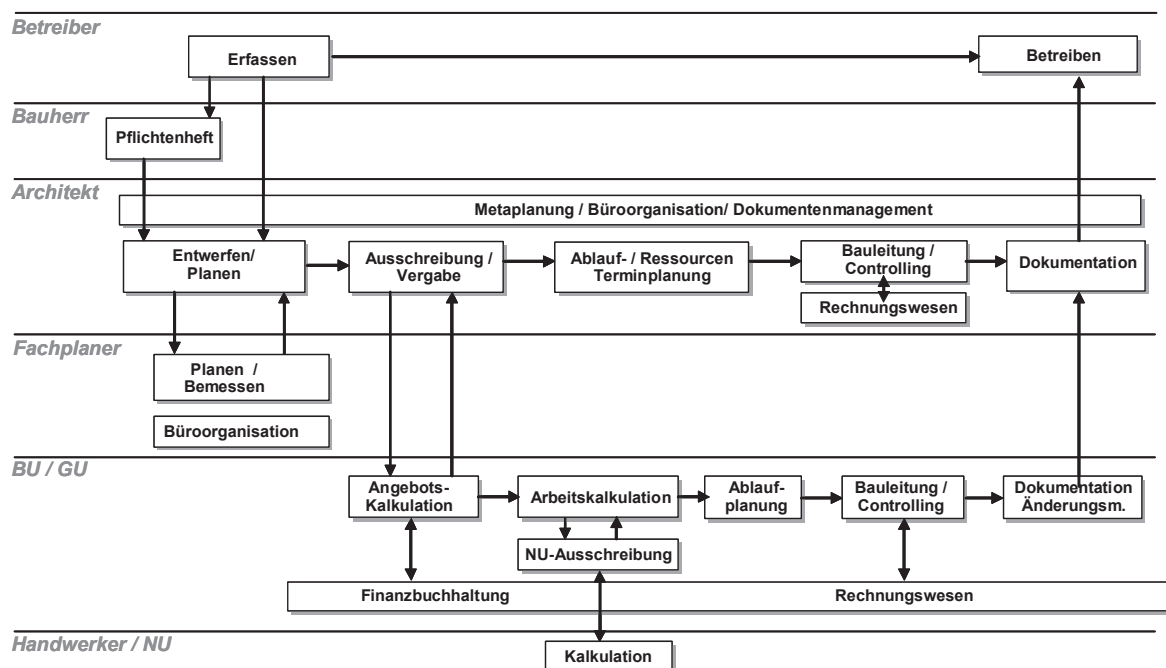 Betreiber
Erfassen
Betreiben
Bauherr
Pflichtenheft
Architekt
Metaplanung / Büroorganisation/ Dokumentenmanagement
Entwerfen/
Planen
Ausschreibung /
Vergabe
Ablauf- / Ressourcen
Terminplanung
Bauleitung /
Controlling
Dokumentation
Rechnungswesen
Fachplaner
Planen /
Bemessen
Büroorganisation
BU / GU
Angebots-
Kalkulation
Arbeitskalkulation
Ablauf-
planung
Bauleitung /
Controlling
Dokumentation
Änderungsm.
NU-Ausschreibung
Finanzbuchhaltung
Rechnungswesen
Handwerker / NU
Kalkulation